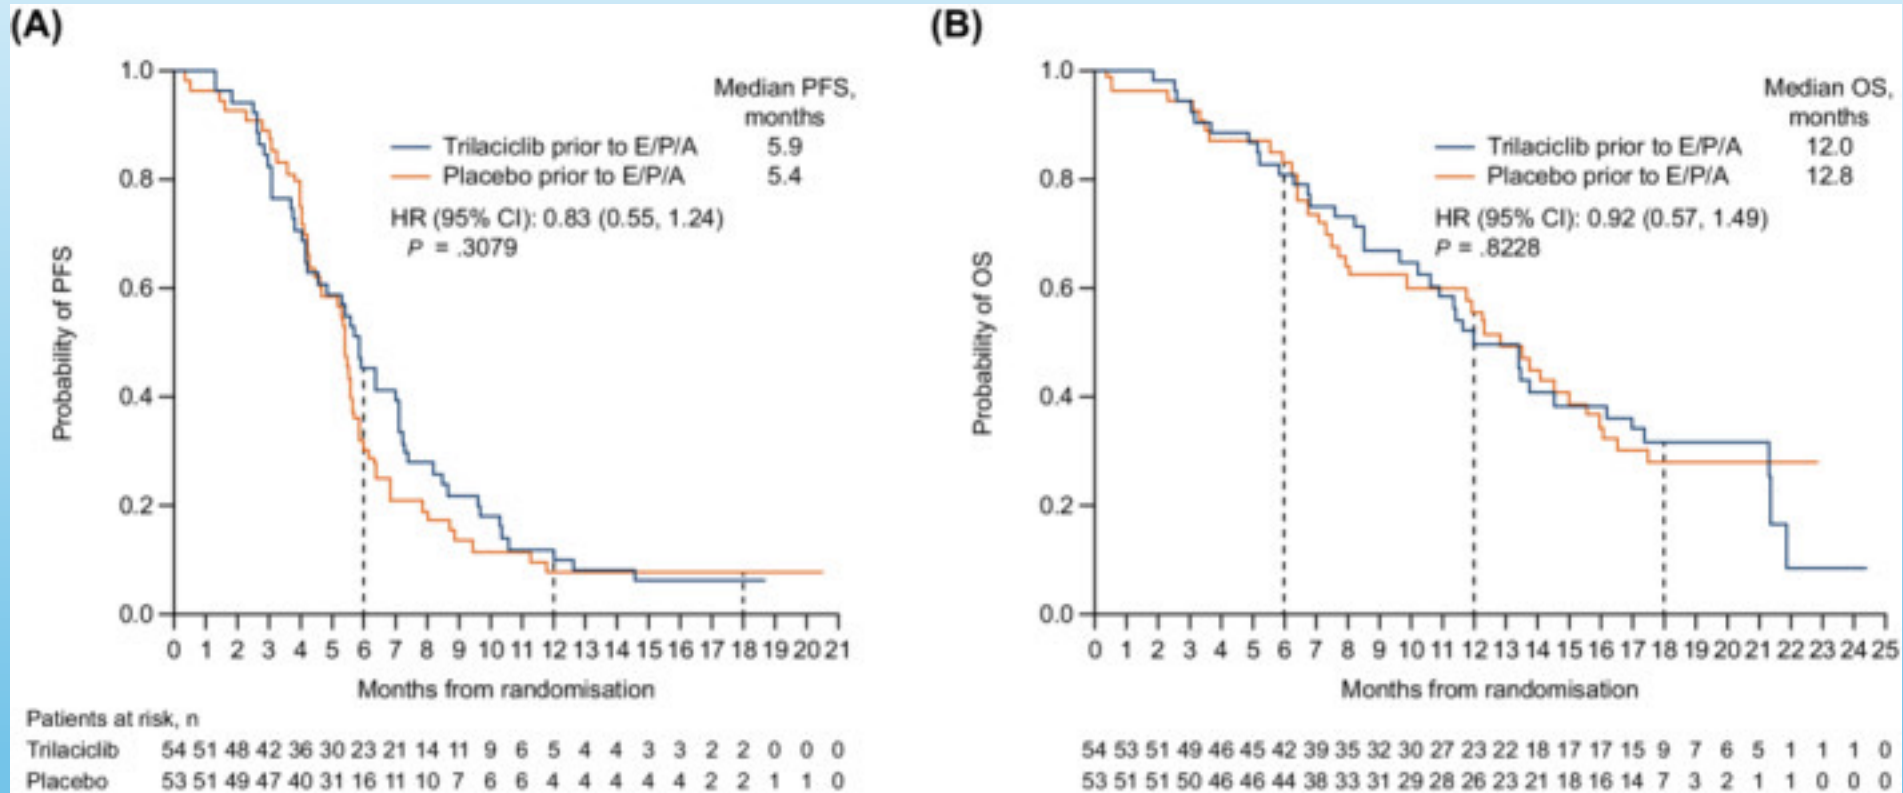 (A)
1.0
0.8
0.6
0.4
0.2
0.0
Probability of PFS
Median PFS,
months
Trilaciclib prior to E/P/A 5.9
Placebo prior to E/P/A 5.4
HR (95% CI): 0.83 (0.55, 1.24)
P = .3079
0 1 2 3 4 5 6 7 8 9 10 11 12 13 14 15 16 17 18 19 20 21
Months from randomisation
Patients at risk, n
Trilaciclib 54 51 48 42 36 30 23 21 14 11 9 6 5 4 4 3 3 2 2 0 0 0
Placebo 53 51 49 47 40 31 16 11 10 7 6 6 4 4 4 4 4 2 2 1 1 0
(B)
1.0
0.8
0.6
0.4
0.2
0.0
Probability of OS
Median OS,
months
Trilaciclib prior to E/P/A 12.0
Placebo prior to E/P/A 12.8
HR (95% CI): 0.92 (0.57, 1.49)
P = .8228
0 1 2 3 4 5 6 7 8 9 10 11 12 13 14 15 16 17 18 19 20 21 22 23 24 25
Months from randomisation
54 53 51 49 46 45 42 39 35 32 30 27 23 22 18 17 17 15 9 7 6 5 1 1 1 0
53 51 51 50 46 46 44 38 33 31 29 28 26 23 21 18 16 14 7 3 2 1 1 0 0 0